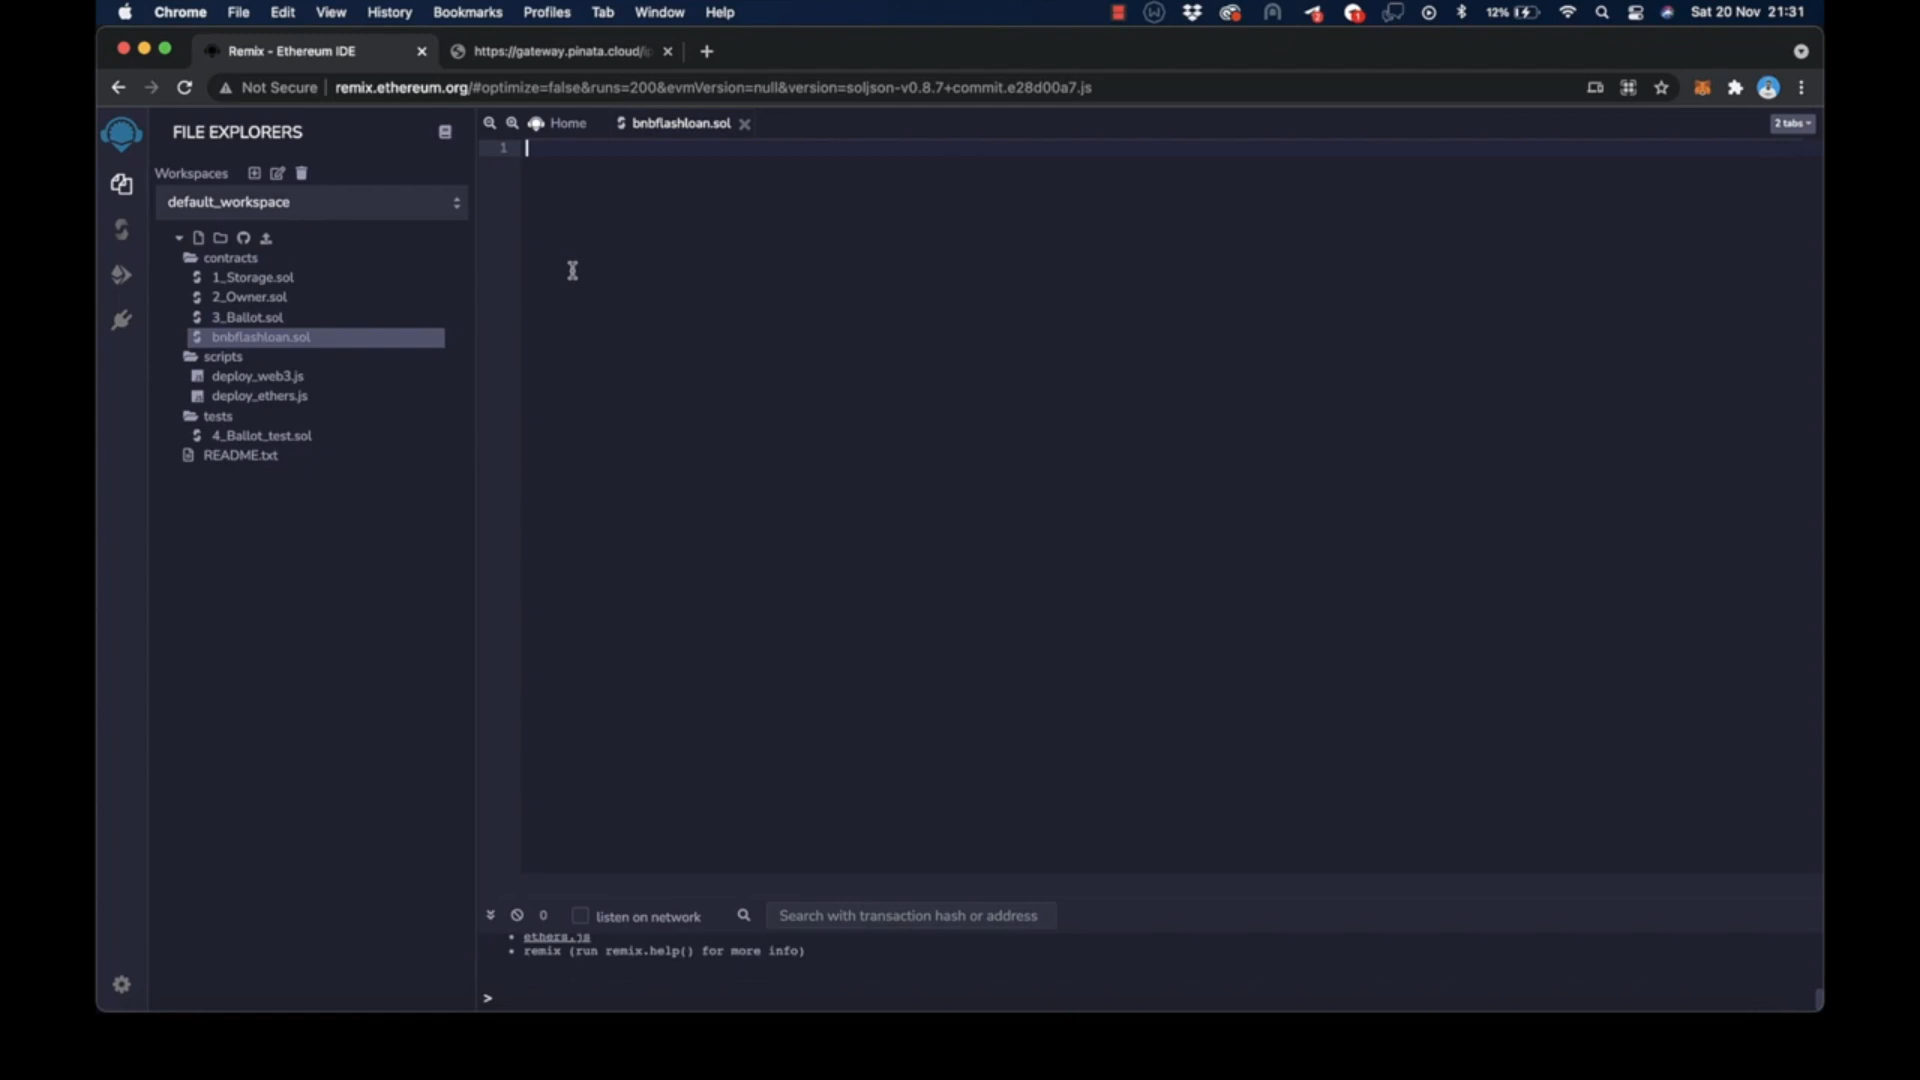 Chrome File Edit View History Bookmarks Profiles Tab Window Help 12% Sat 20 Nov 21:31
Remix - Ethereum IDE https://gateway.pinata.cloud/ip
Not Secure remix.ethereum.org/#optimize=false&runs=200&evmVersion=null&version=soljson-v0.8.7+commit.e28d00a7.js
FILE EXPLORERS
Home bnbflashloan.sol 2 tabs
1
Workspaces
default_workspace
contracts
1_Storage.sol
2_Owner.sol
3_Ballot.sol
bnbflashloan.sol
scripts
deploy_web3.js
deploy_ethers.js
tests
4_Ballot_test.sol
README.txt
0 listen on network Search with transaction hash or address
• ethers.js
• remix (run remix.help() for more info)
>